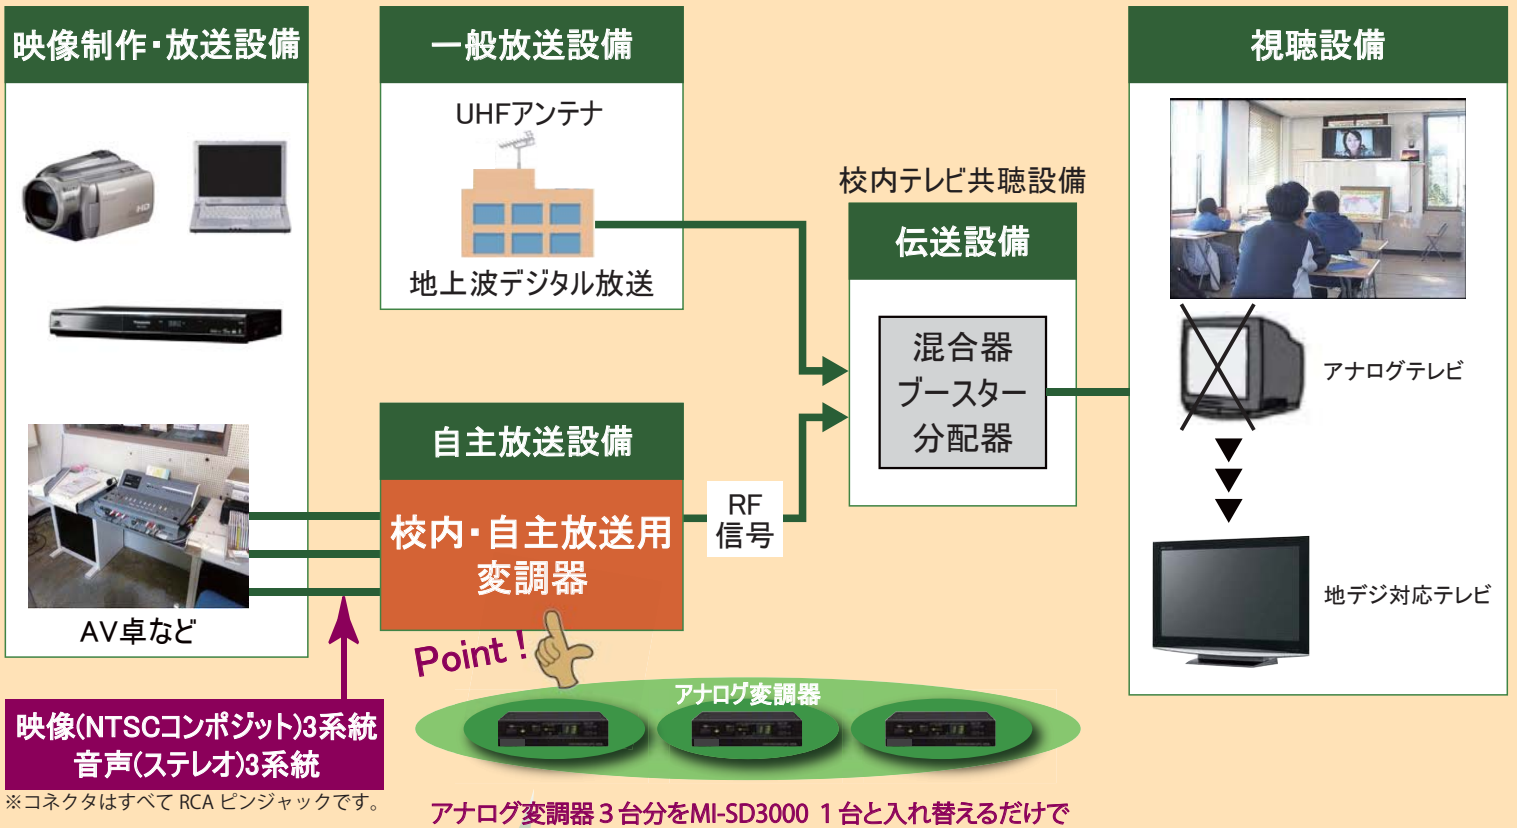 映像制作・放送設備
AV卓など
映像(NTSCコンポジット)3系統
音声(ステレオ)3系統
※コネクタはすべて RCA ピンジャックです。
一般放送設備
UHFアンテナ
地上波デジタル放送
自主放送設備
校内・自主放送用
変調器
Point!
RF
信号
校内テレビ共聴設備
伝送設備
混合器
ブースター
分配器
視聴設備
アナログテレビ
地デジ対応テレビ
アナログ変調器
アナログ変調器3台分をMI-SD3000 1台と入れ替えるだけで
HD